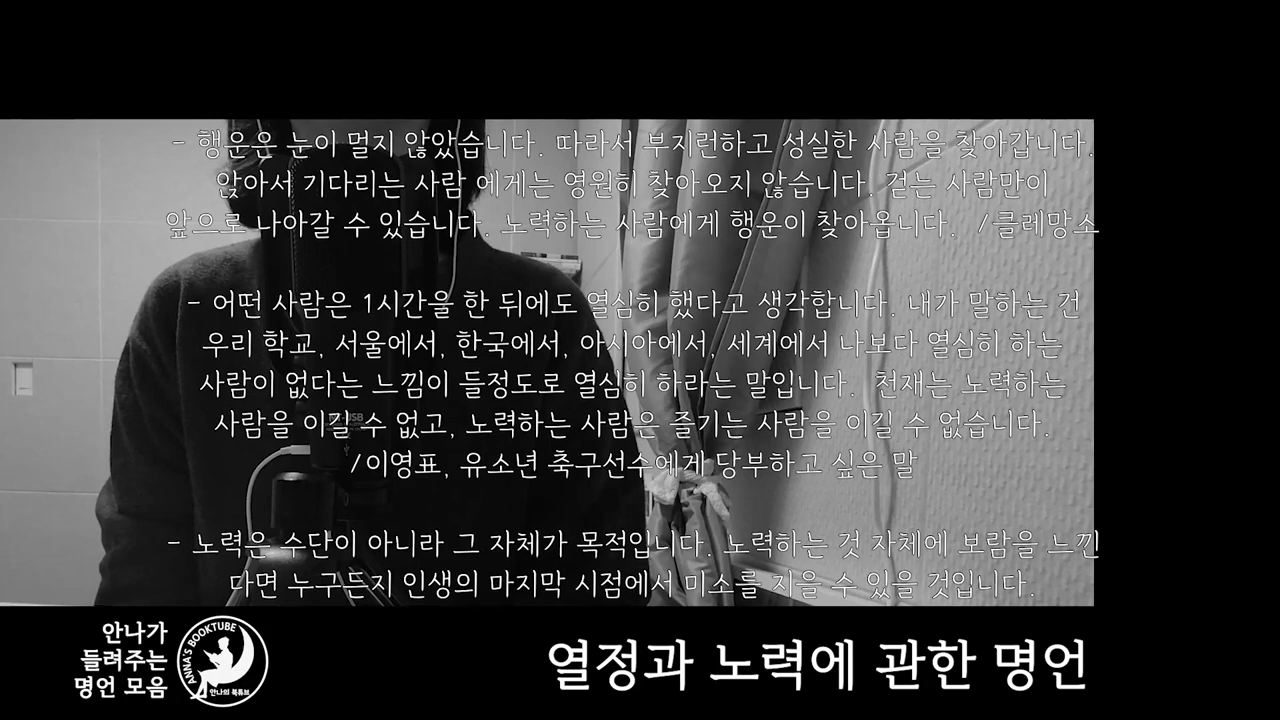 - 행운은 눈이 멀지 않았습니다. 따라서 부지런하고 성실한 사람을 찾아갑니다.
앉아서 기다리는 사람 에게는 영원히 찾아오지 않습니다. 걷는 사람만이
앞으로 나아갈 수 있습니다. 노력하는 사람에게 행운이 찾아옵니다. /클레망소
- 어떤 사람은 1시간을 한 뒤에도 열심히 했다고 생각합니다. 내가 말하는 건
우리 학교, 서울에서, 한국에서, 아시아에서, 세계에서 나보다 열심히 하는
사람이 없다는 느낌이 들정도로 열심히 하라는 말입니다. 천재는 노력하는
사람을 이길 수 없고, 노력하는 사람은 즐기는 사람을 이길 수 없습니다.
/이영표, 유소년 축구선수에게 당부하고 싶은 말
- 노력은 수단이 아니라 그 자체가 목적입니다. 노력하는 것 자체에 보람을 느낀
다면 누구든지 인생의 마지막 시점에서 미소를 지을 수 있을 것입니다.
안나가
들려주는
명언 모음
ANNA'S BOOKTUBE
안나의 북튜브
열정과 노력에 관한 명언